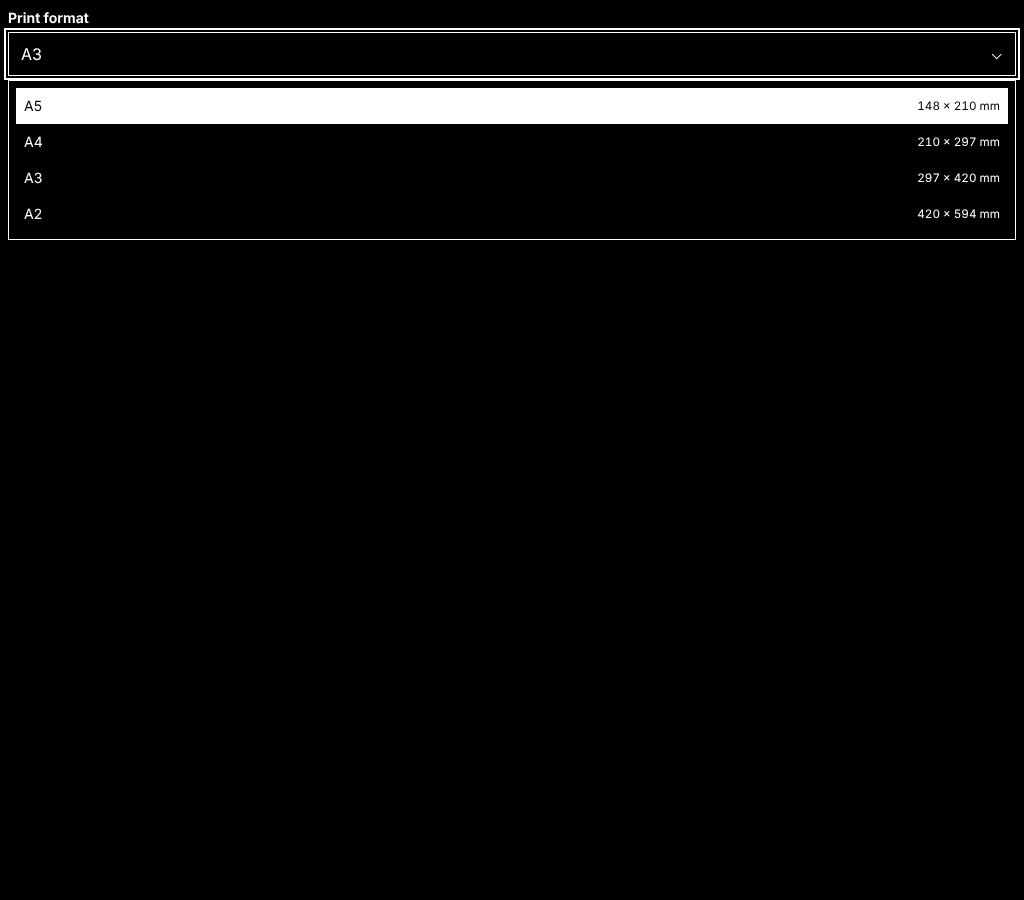 Print format
A3
A5 148 × 210 mm
A4 210 × 297 mm
A3 297 × 420 mm
A2 420 × 594 mm